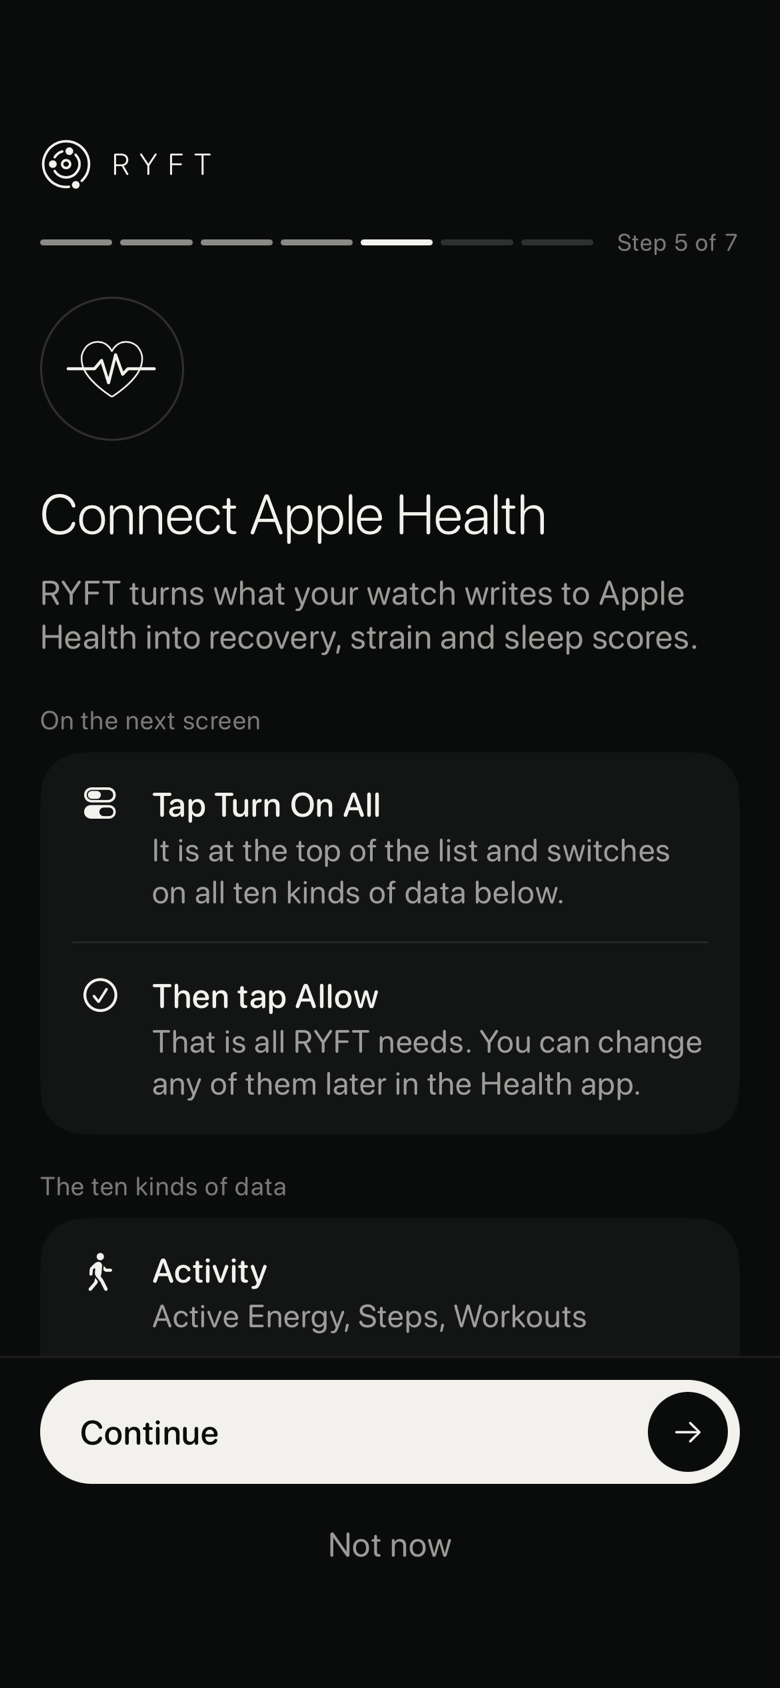 RYFT
Step 5 of 7
Connect Apple Health
RYFT turns what your watch writes to Apple
Health into recovery, strain and sleep scores.
On the next screen
Tap Turn On All
It is at the top of the list and switches
on all ten kinds of data below.
Then tap Allow
That is all RYFT needs. You can change
any of them later in the Health app.
The ten kinds of data
Activity
Active Energy, Steps, Workouts
Continue
Not now